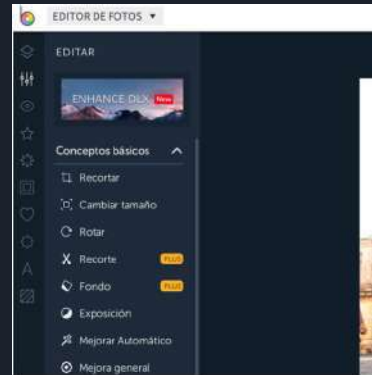 EDITOR DE FOTOS
EDITAR
ENHANCE DLX New
Conceptos básicos
Recortar
Cambiar tamaño
Rotar
Recorte PLUS
Fondo PLUS
Exposición
Mejorar Automático
Mejora general